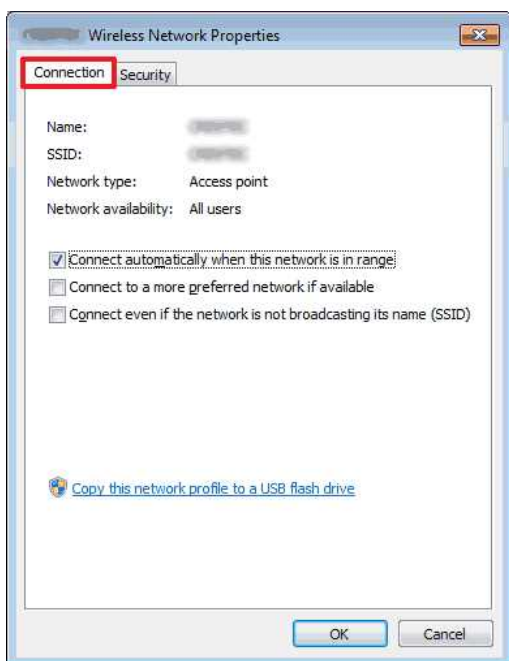 Wireless Network Properties
Connection Security
Name:
SSID:
Network type: Access point
Network availability: All users
Connect automatically when this network is in range
Connect to a more preferred network if available
Connect even if the network is not broadcasting its name (SSID)
Copy this network profile to a USB flash drive
OK Cancel